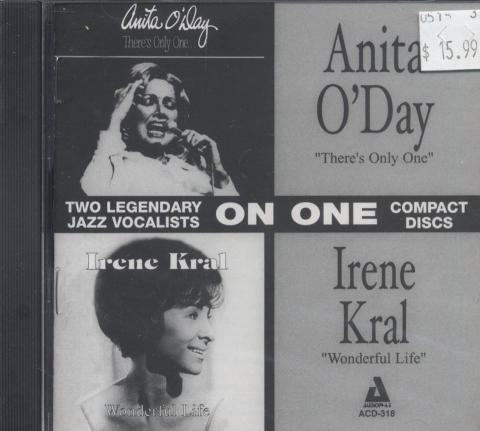 Anita O'Day
There's Only One...
$ 15.99
Anita
O'Day
"There's Only One"
TWO LEGENDARY
JAZZ VOCALISTS
ON ONE
COMPACT
DISCS
Irene Kral
Wonderful Life
Irene
Kral
"Wonderful Life"
AUDIOPHILE
ACD-318